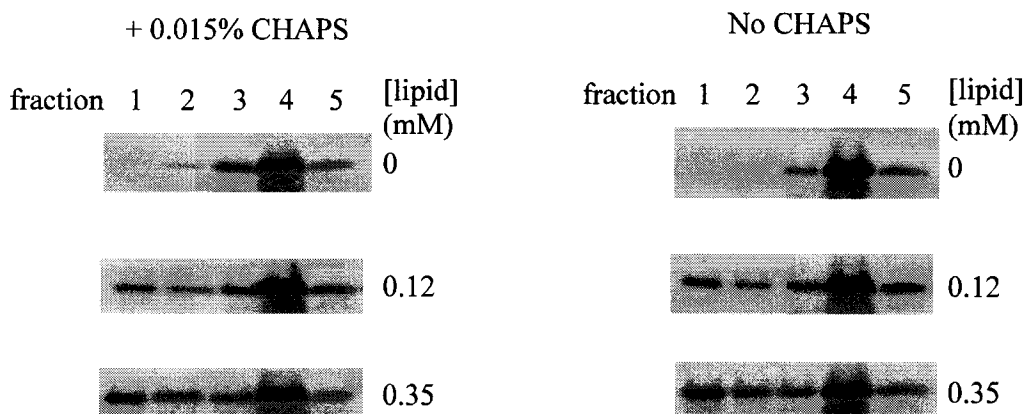 + 0.015% CHAPS
fraction 1 2 3 4 5 [lipid]
(mM)
0
0.12
0.35
No CHAPS
fraction 1 2 3 4 5 [lipid]
(mM)
0
0.12
0.35